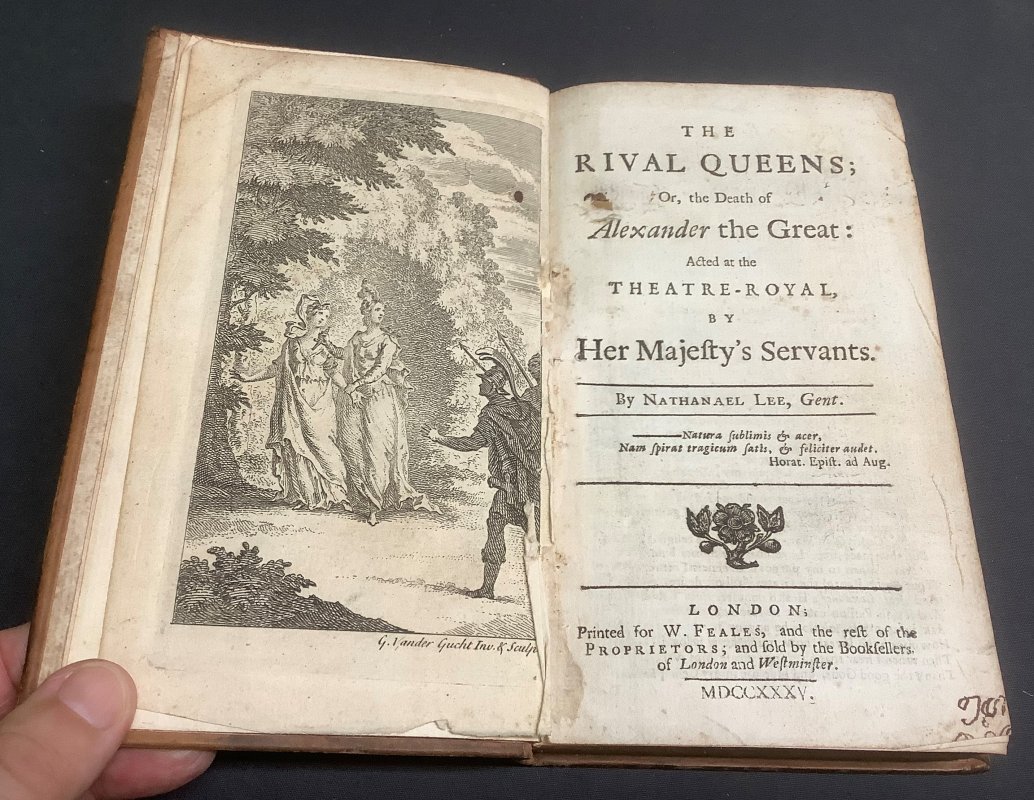 G. Vander Gucht Inv. & Sculp
THE
RIVAL QUEENS;
Or, the Death of
Alexander the Great:
Acted at the
THEATRE-ROYAL,
BY
Her Majeſty's Servants.
By NATHANAEL LEE, Gent.
——Natura ſublimis & acer,
Nam ſpirat tragicum ſatis, & feliciter audet.
Horat. Epiſt. ad Aug.
LONDON;
Printed for W. FEALES, and the reſt of the
PROPRIETORS; and ſold by the Bookſellers
of London and Weſtminſter.
MDCCXXXV.